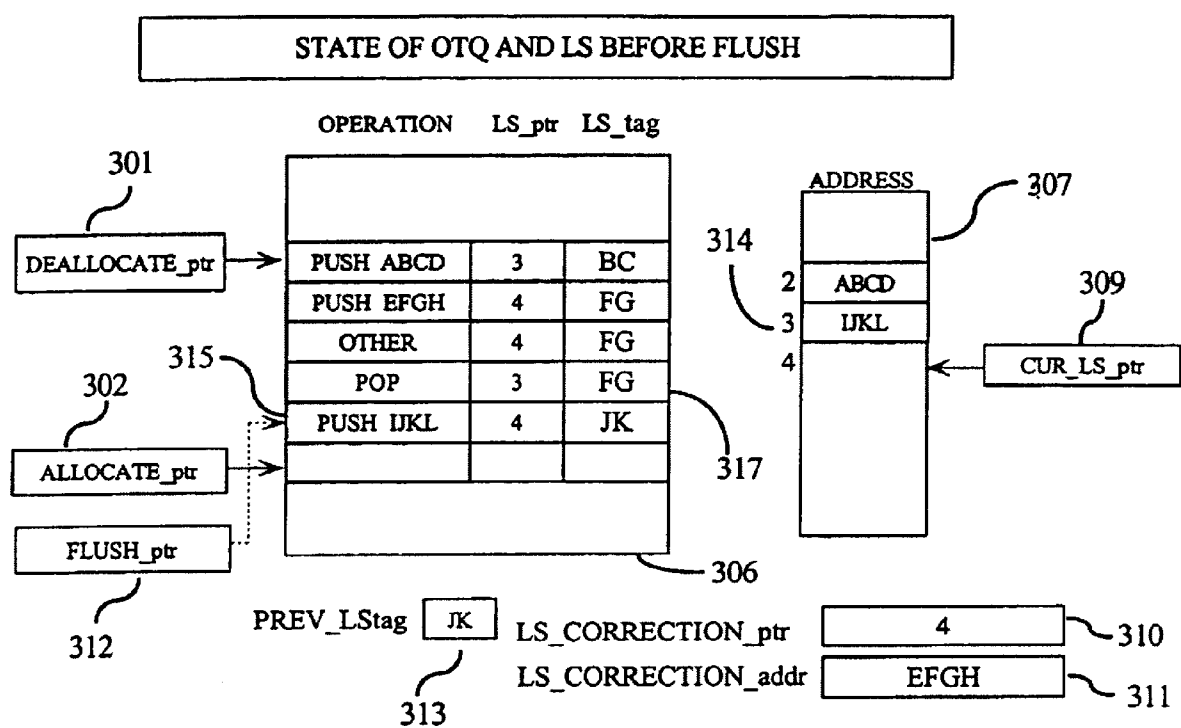 STATE OF OTQ AND LS BEFORE FLUSH
OPERATION LS_ptr LS_tag
301
DEALLOCATE_ptr
PUSH ABCD 3 BC
PUSH EFGH 4 FG
OTHER 4 FG
POP 3 FG
PUSH IJKL 4 JK
315
302
ALLOCATE_ptr
FLUSH_ptr
312
317
306
ADDRESS
307
314
2 ABCD
3 IJKL
4
309
CUR_LS_ptr
PREV_LStag JK
313
LS_CORRECTION_ptr 4 310
LS_CORRECTION_addr EFGH 311